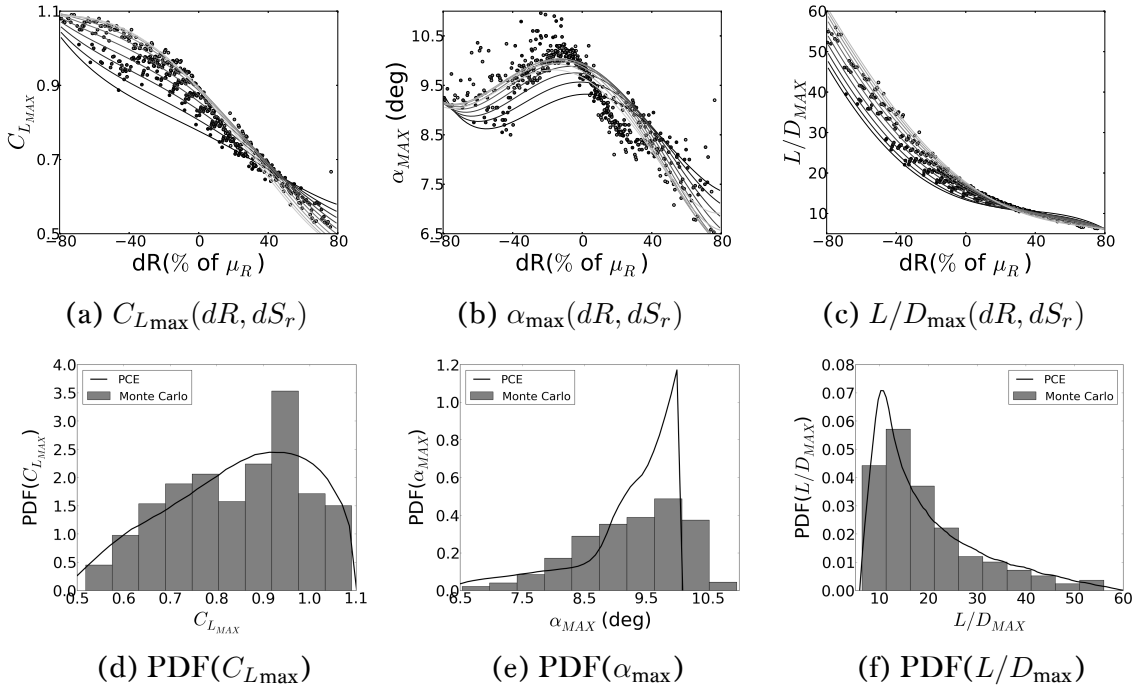 1.1
0.9
0.7
0.5
−80 −40 0 40 80
C_{L_{MAX}}
dR(% of μ_R )
10.5
9.5
8.5
7.5
6.5
−80 −40 0 40 80
α_{MAX} (deg)
dR(% of μ_R )
60
50
40
30
20
10
−80 −40 0 40 80
L/D_{MAX}
dR(% of μ_R )
(a) C_{L max}(dR, dS_r)
(b) α_{max}(dR, dS_r)
(c) L/D_{max}(dR, dS_r)
4.0
3.5
3.0
2.5
2.0
1.5
1.0
0.5
0.0
0.5 0.6 0.7 0.8 0.9 1.0 1.1
PDF(C_{L_{MAX}})
PCE
Monte Carlo
C_{L_{MAX}}
1.2
1.0
0.8
0.6
0.4
0.2
0.0
6.5 7.5 8.5 9.5 10.5
PDF(α_{MAX})
PCE
Monte Carlo
α_{MAX} (deg)
0.08
0.07
0.06
0.05
0.04
0.03
0.02
0.01
0.00
10 20 30 40 50 60
PDF(L/D_{MAX})
PCE
Monte Carlo
L/D_{MAX}
(d) PDF(C_{L max})
(e) PDF(α_{max})
(f) PDF(L/D_{max})